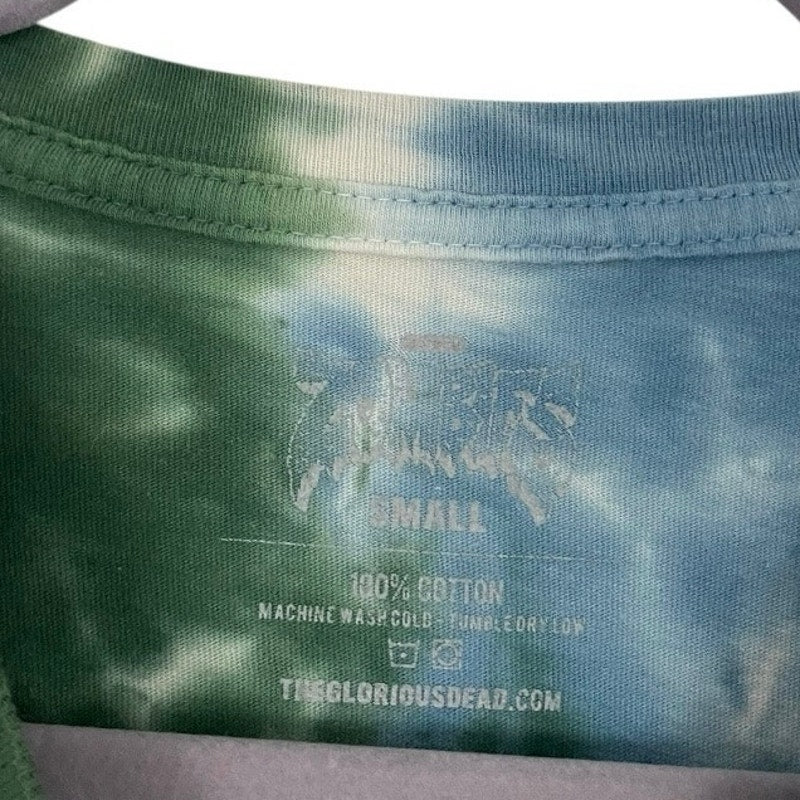 SMALL
100% COTTON
MACHINE WASH COLD - TUMBLE DRY LOW
THEGLORIOUSDEAD.COM